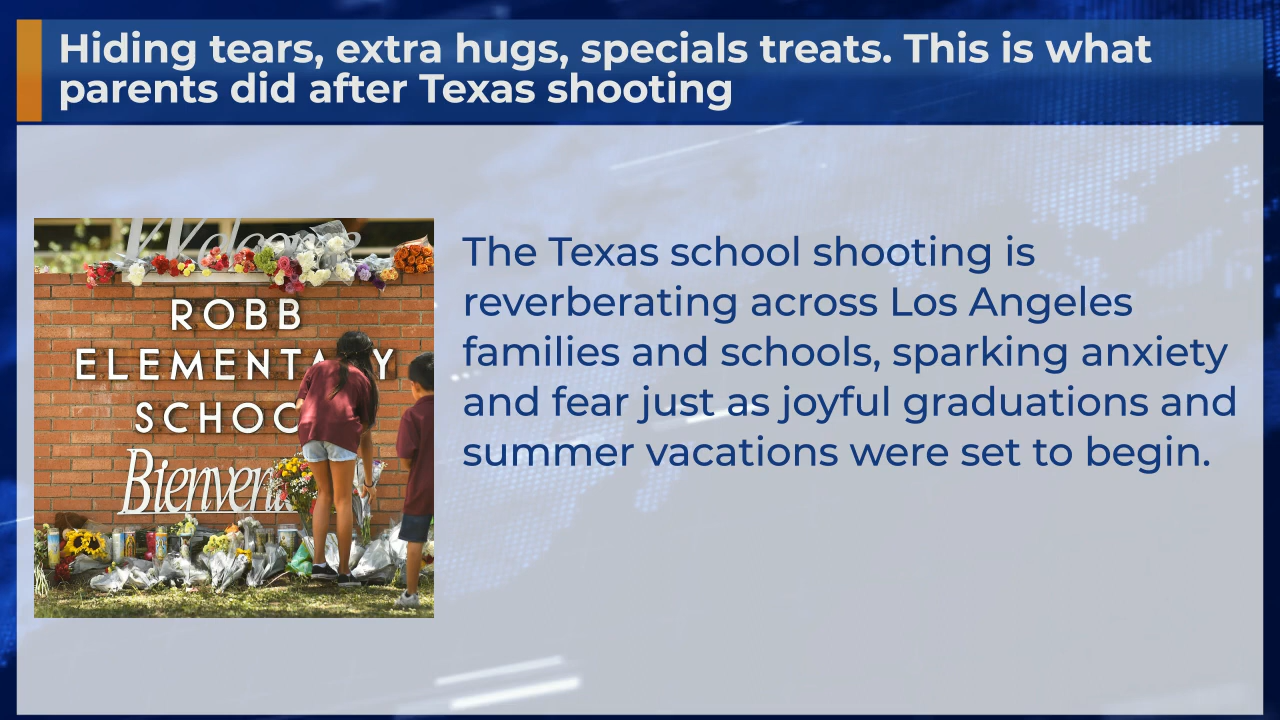 Hiding tears, extra hugs, specials treats. This is what
parents did after Texas shooting
Welcome
ROBB
ELEMENTARY
SCHOO
Bienven
The Texas school shooting is
reverberating across Los Angeles
families and schools, sparking anxiety
and fear just as joyful graduations and
summer vacations were set to begin.